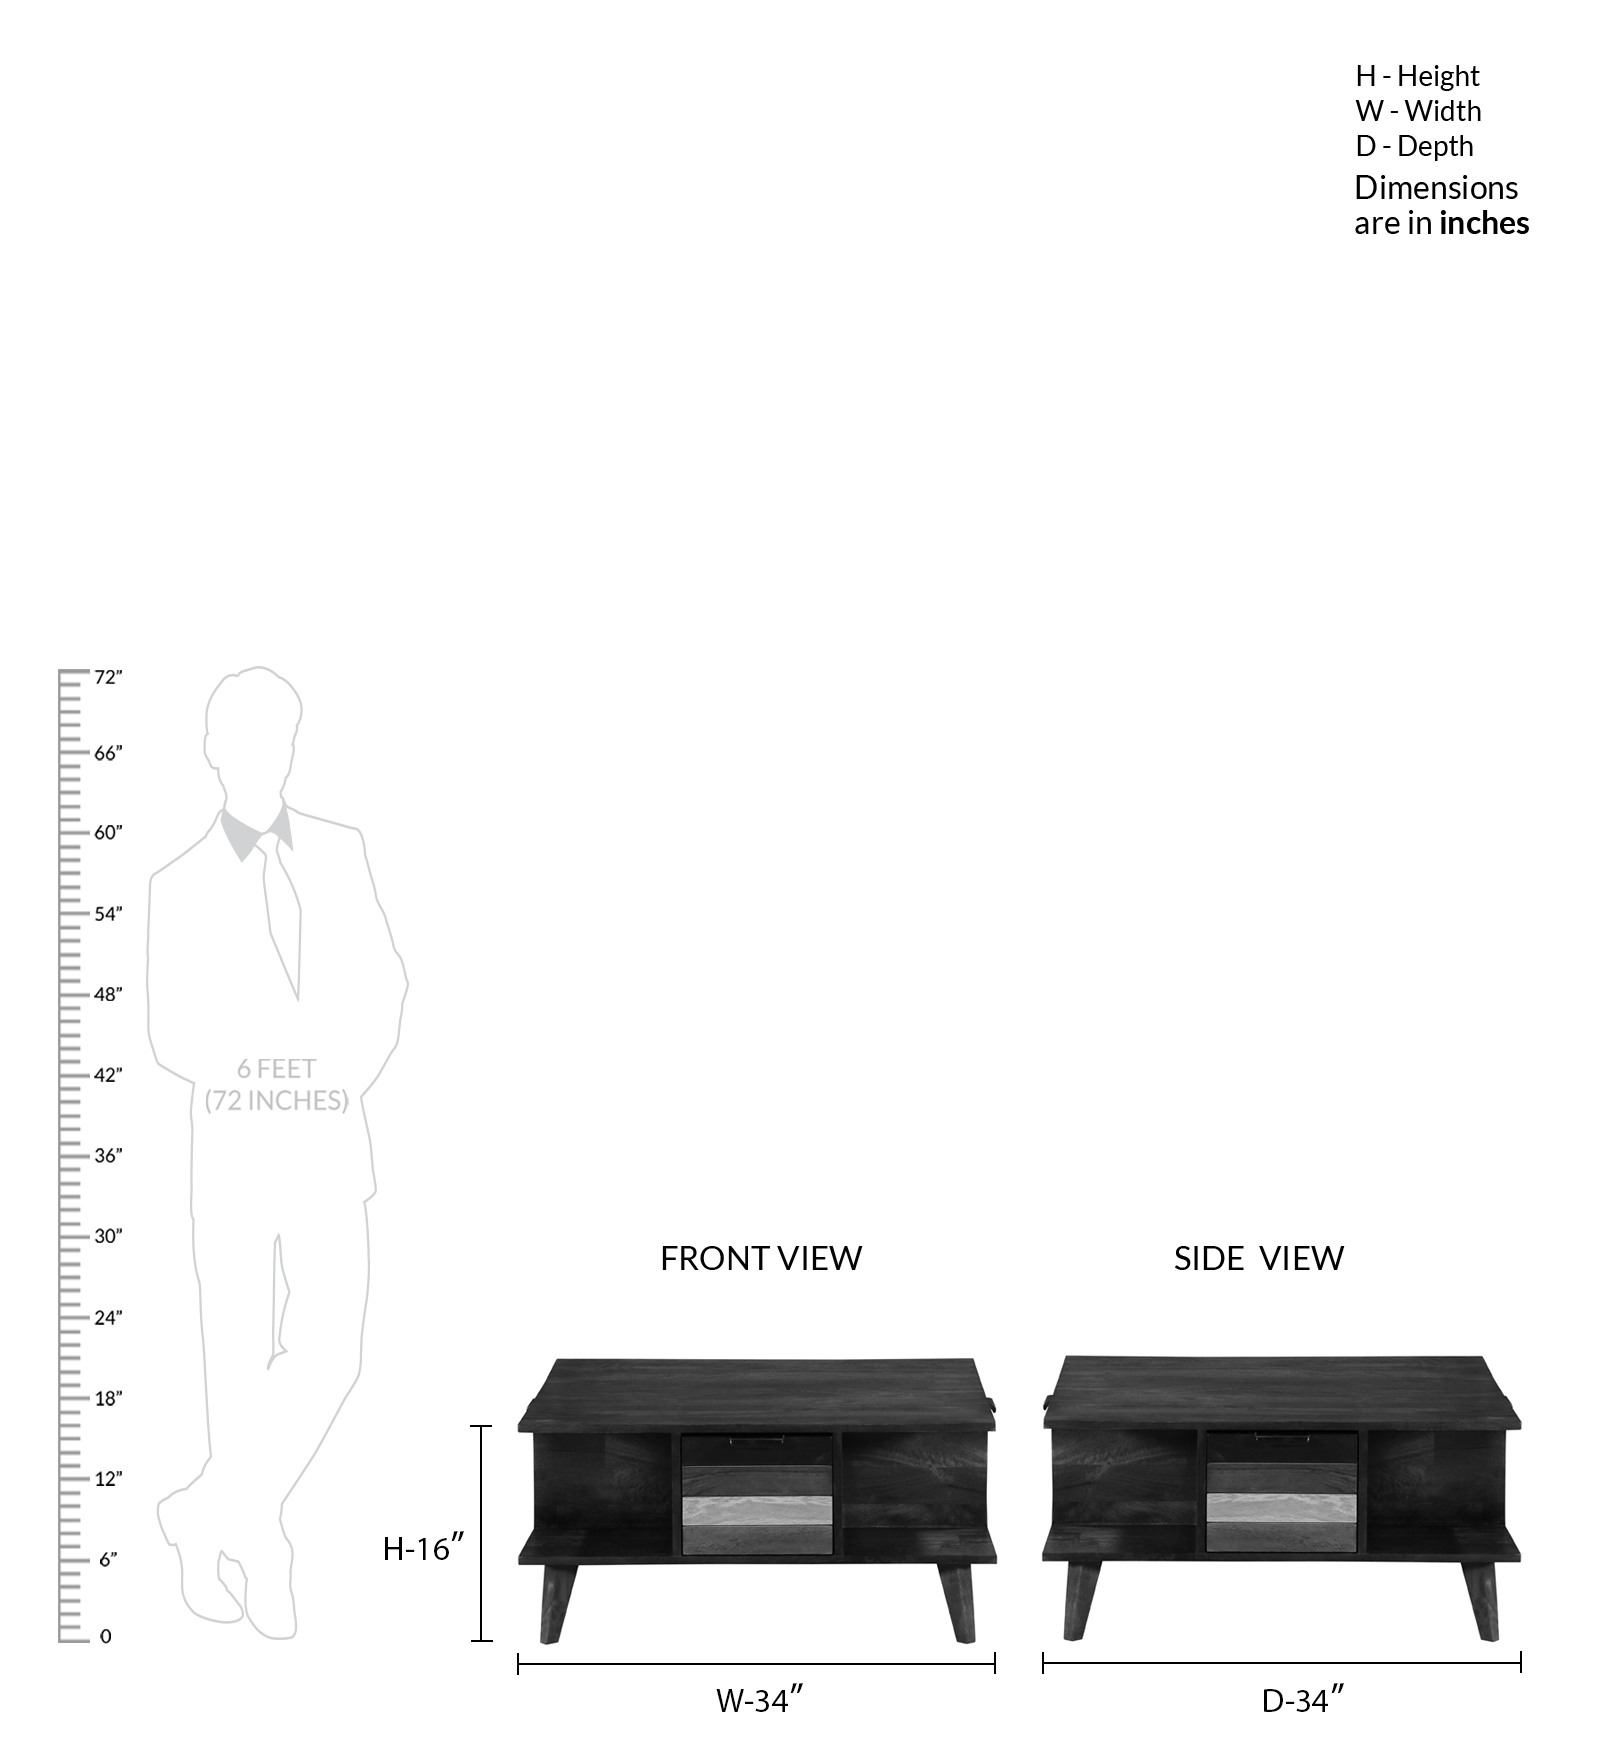 H - Height
W - Width
D - Depth
Dimensions
are in inches
72”
66”
60”
54”
48”
42”
36”
30”
24”
18”
12”
6”
0
6 FEET
(72 INCHES)
FRONT VIEW
SIDE VIEW
H-16”
W-34”
D-34”